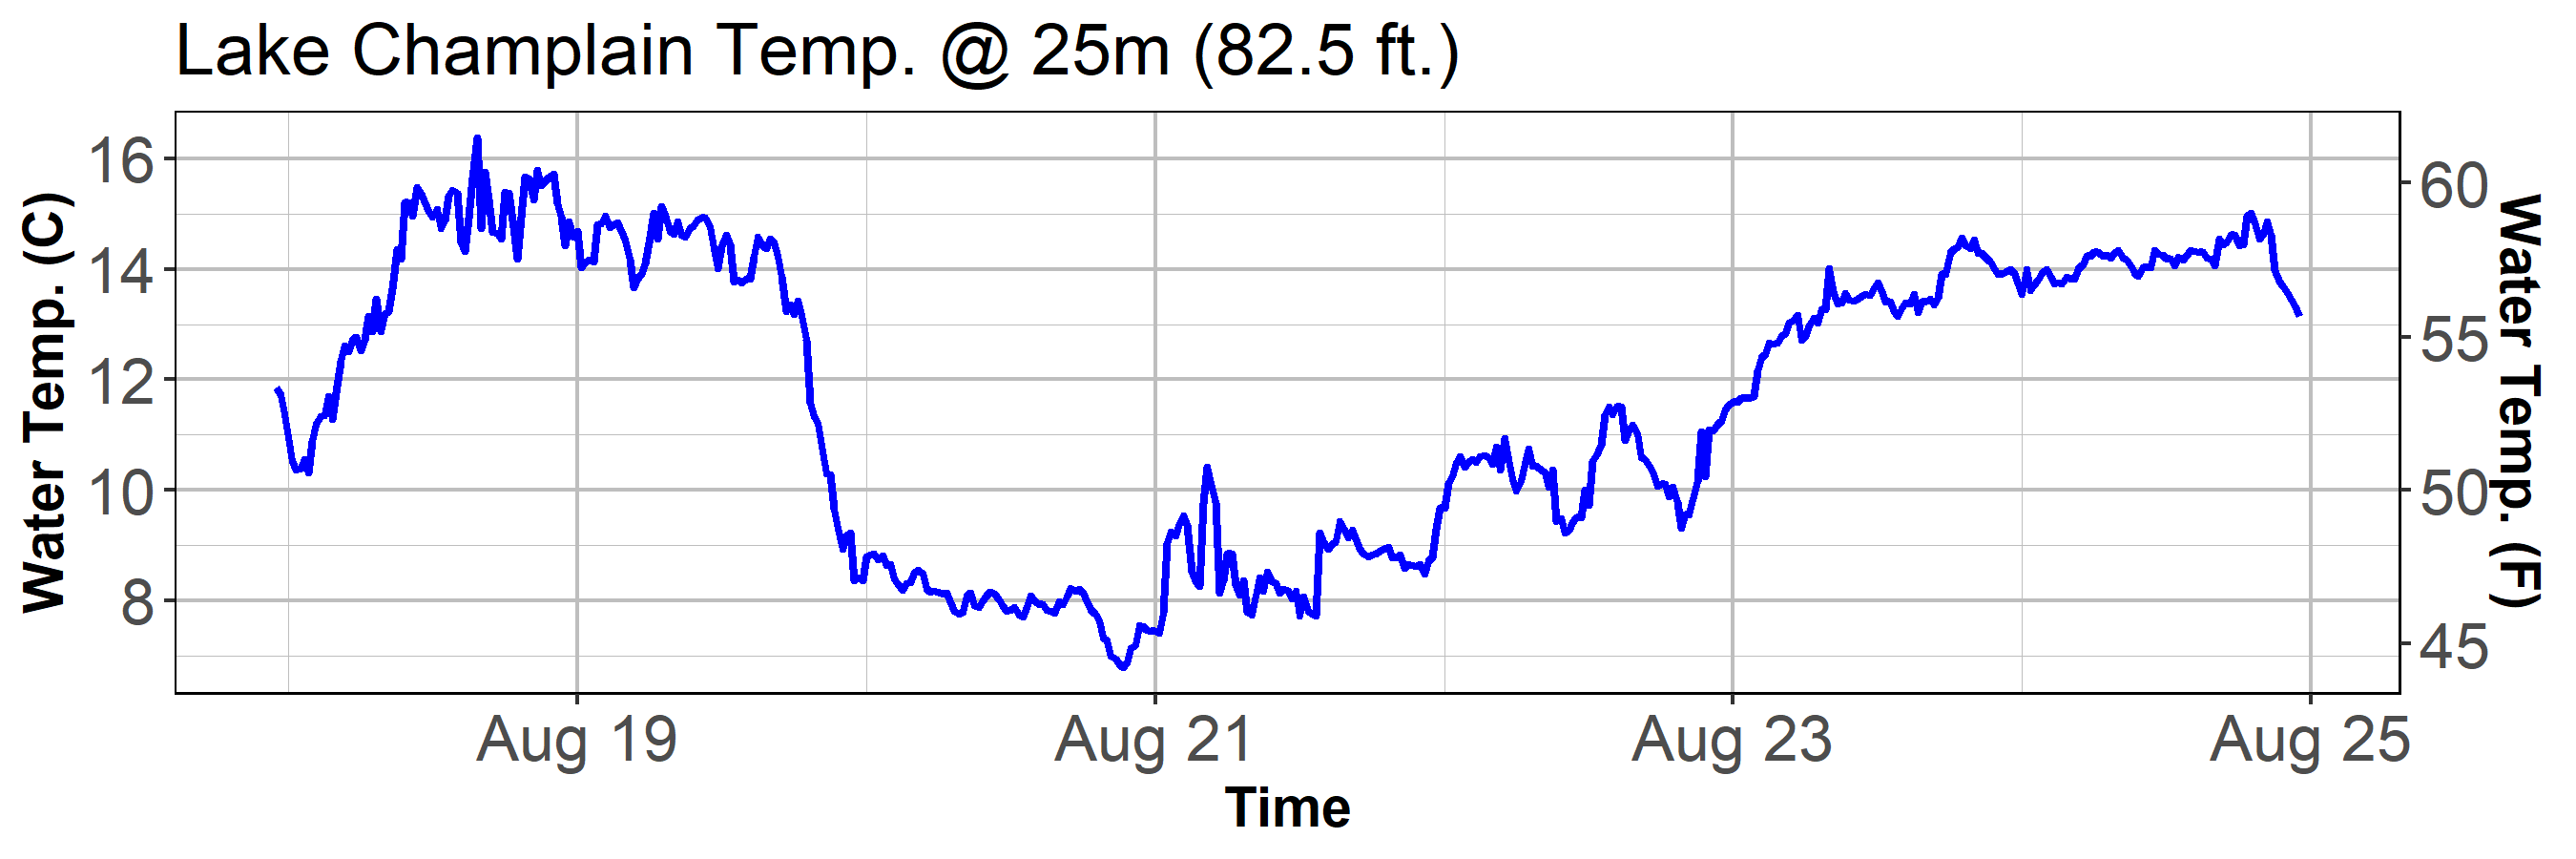 Lake Champlain Temp. @ 25m (82.5 ft.)
Water Temp. (C)
16
14
12
10
8
60
55
50
45
Water Temp. (F)
Aug 19 Aug 21 Aug 23 Aug 25
Time